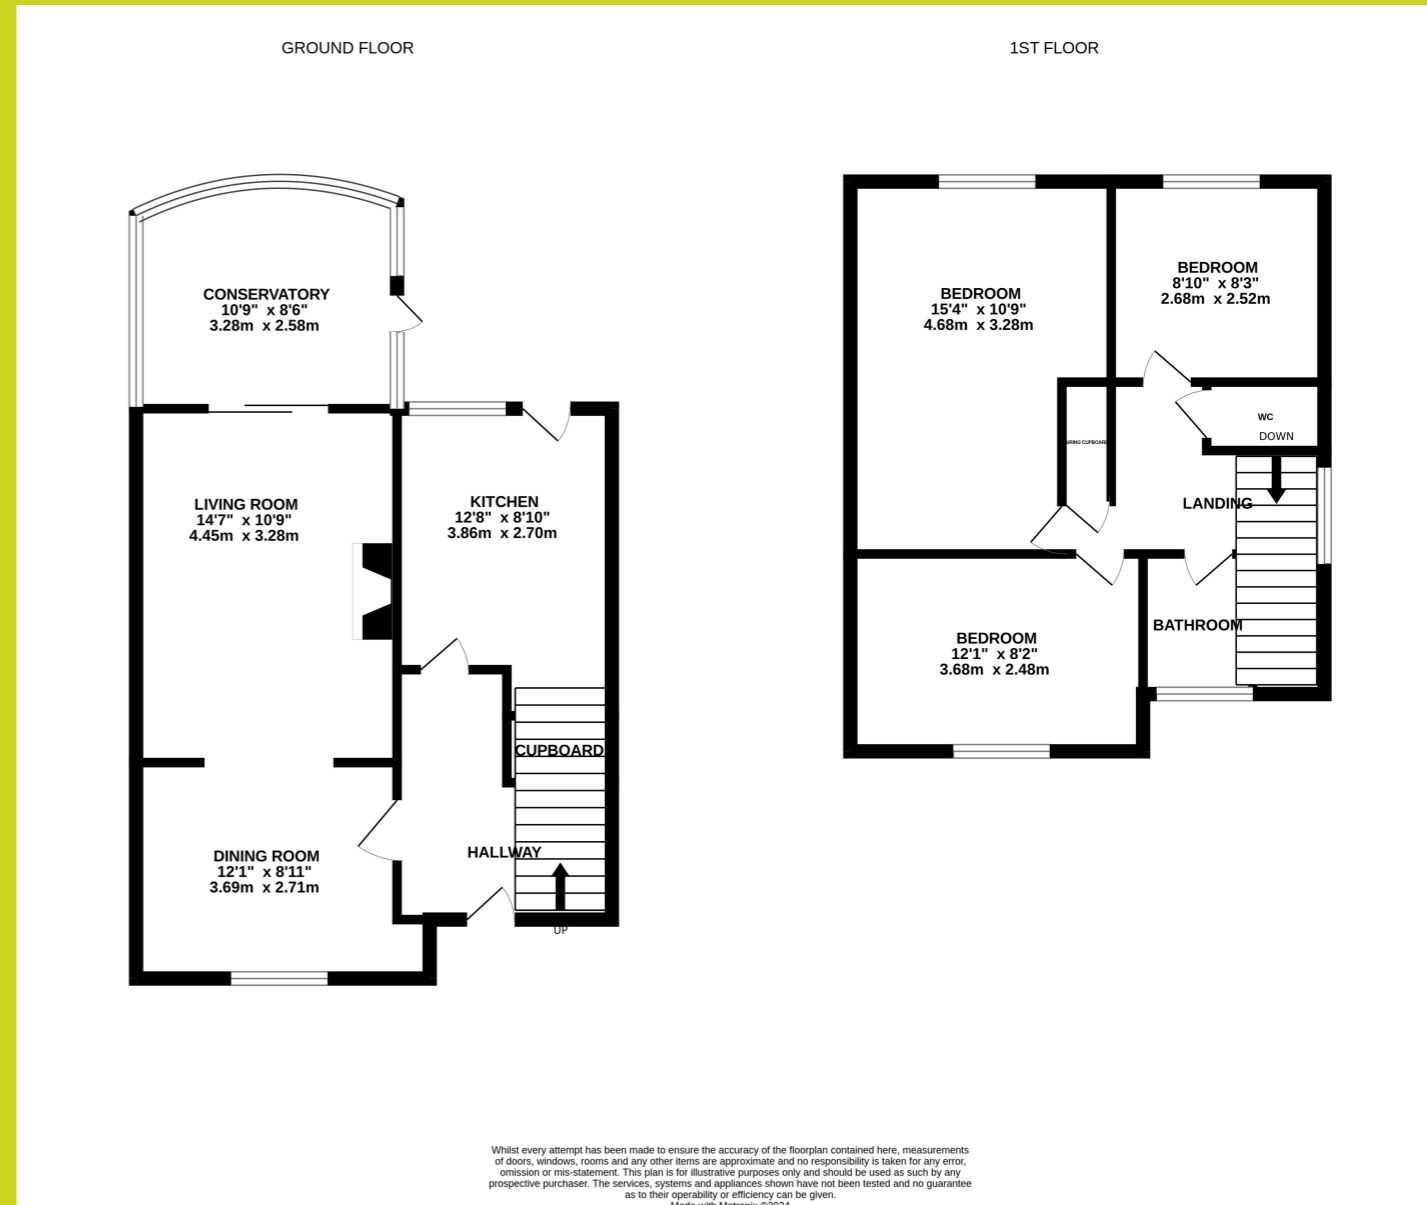 GROUND FLOOR
CONSERVATORY
10'9" x 8'6"
3.28m x 2.58m
LIVING ROOM
14'7" x 10'9"
4.45m x 3.28m
KITCHEN
12'8" x 8'10"
3.86m x 2.70m
CUPBOARD
HALLWAY
DINING ROOM
12'1" x 8'11"
3.69m x 2.71m
UP
1ST FLOOR
BEDROOM
15'4" x 10'9"
4.68m x 3.28m
BEDROOM
8'10" x 8'3"
2.68m x 2.52m
WC
DOWN
CUPBOARD
LANDING
BATHROOM
BEDROOM
12'1" x 8'2"
3.68m x 2.48m
Whilst every attempt has been made to ensure the accuracy of the floorplan contained here, measurements
of doors, windows, rooms and any other items are approximate and no responsibility is taken for any error,
omission or mis-statement. This plan is for illustrative purposes only and should be used as such by any
prospective purchaser. The services, systems and appliances shown have not been tested and no guarantee
as to their operability or efficiency can be given.
Made with Metropix ©2024